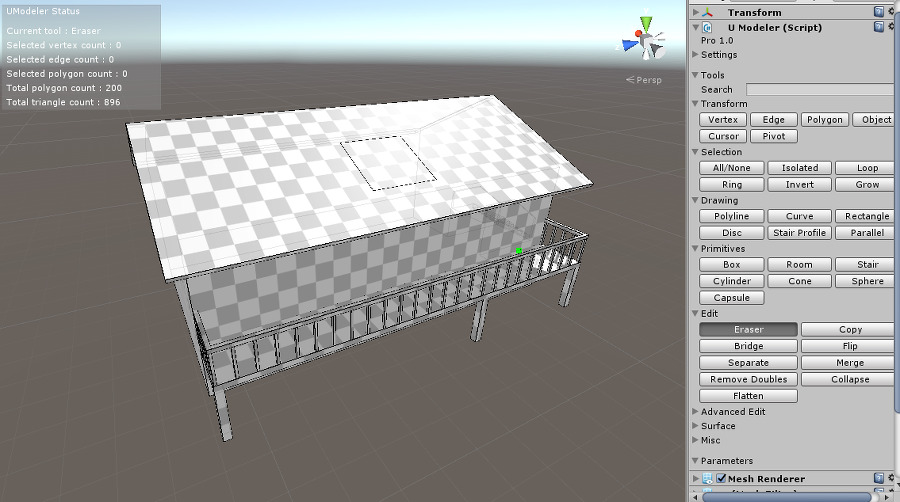 UModeler Status
Current tool : Eraser
Selected vertex count : 0
Selected edge count : 0
Selected polygon count : 0
Total polygon count : 200
Total triangle count : 896
Persp
Transform
U Modeler (Script)
Pro 1.0
Settings
Tools
Search
Transform
Vertex Edge Polygon Object
Cursor Pivot
Selection
All/None Isolated Loop
Ring Invert Grow
Drawing
Polyline Curve Rectangle
Disc Stair Profile Parallel
Primitives
Box Room Stair
Cylinder Cone Sphere
Capsule
Edit
Eraser Copy
Bridge Flip
Separate Merge
Remove Doubles Collapse
Flatten
Advanced Edit
Surface
Misc
Parameters
Mesh Renderer